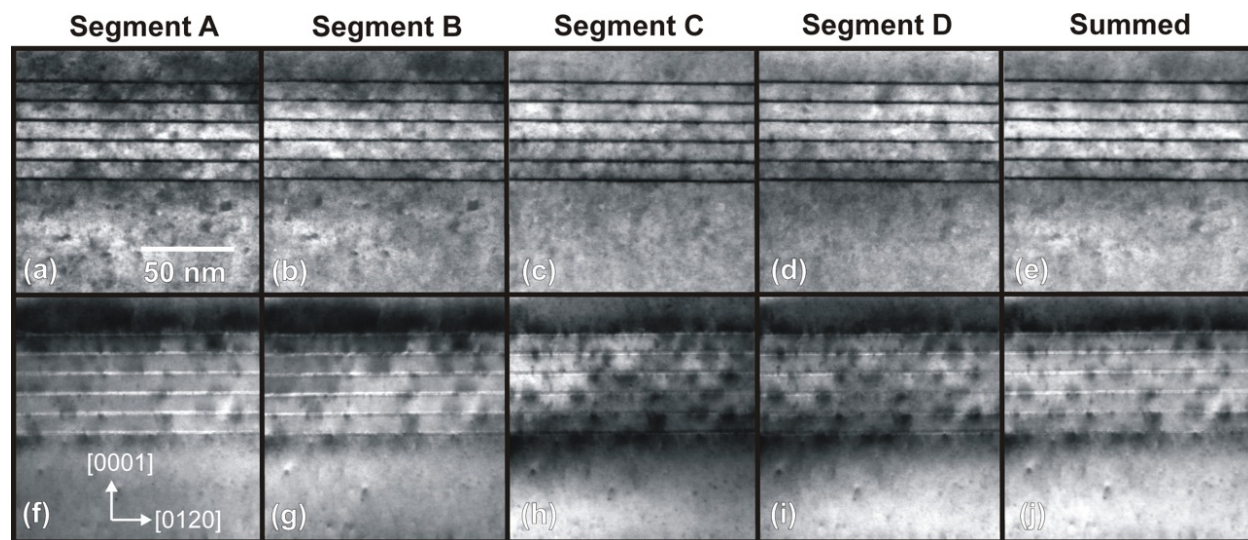 Segment A Segment B Segment C Segment D Summed
(a) 50 nm (b) (c) (d) (e)
[0001]
[0120]
(f) (g) (h) (i) (j)